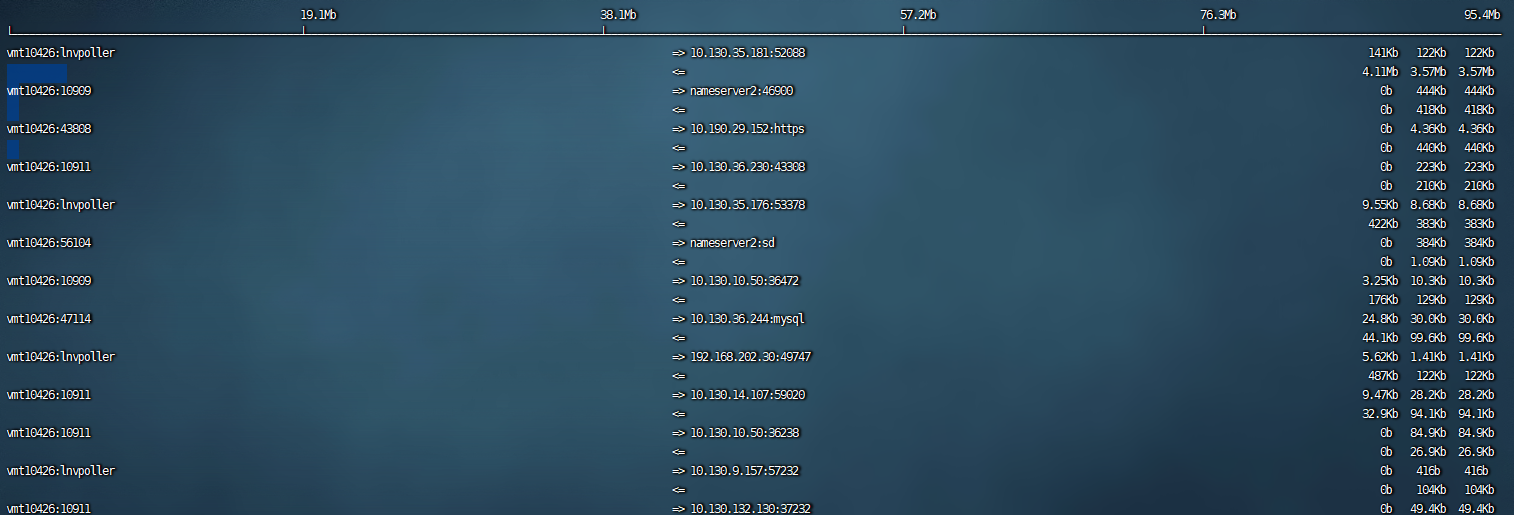 19.1Mb 38.1Mb 57.2Mb 76.3Mb 95.4Mb
vmt10426:lnvpoller => 10.130.35.181:52088 141Kb 122Kb 122Kb
<= 4.11Mb 3.57Mb 3.57Mb
vmt10426:10909 => nameserver2:46900 0b 444Kb 444Kb
<= 0b 418Kb 418Kb
vmt10426:43808 => 10.190.29.152:https 0b 4.36Kb 4.36Kb
<= 0b 440Kb 440Kb
vmt10426:10911 => 10.130.36.230:43308 0b 223Kb 223Kb
<= 0b 210Kb 210Kb
vmt10426:lnvpoller => 10.130.35.176:53378 9.55Kb 8.68Kb 8.68Kb
<= 422Kb 383Kb 383Kb
vmt10426:56104 => nameserver2:sd 0b 384Kb 384Kb
<= 0b 1.09Kb 1.09Kb
vmt10426:10909 => 10.130.10.50:36472 3.25Kb 10.3Kb 10.3Kb
<= 176Kb 129Kb 129Kb
vmt10426:47114 => 10.130.36.244:mysql 24.8Kb 30.0Kb 30.0Kb
<= 44.1Kb 99.6Kb 99.6Kb
vmt10426:lnvpoller => 192.168.202.30:49747 5.62Kb 1.41Kb 1.41Kb
<= 487Kb 122Kb 122Kb
vmt10426:10911 => 10.130.14.107:59020 9.47Kb 28.2Kb 28.2Kb
<= 32.9Kb 94.1Kb 94.1Kb
vmt10426:10911 => 10.130.10.50:36238 0b 84.9Kb 84.9Kb
<= 0b 26.9Kb 26.9Kb
vmt10426:lnvpoller => 10.130.9.157:57232 0b 416b 416b
<= 0b 104Kb 104Kb
vmt10426:10911 => 10.130.132.130:37232 0b 49.4Kb 49.4Kb